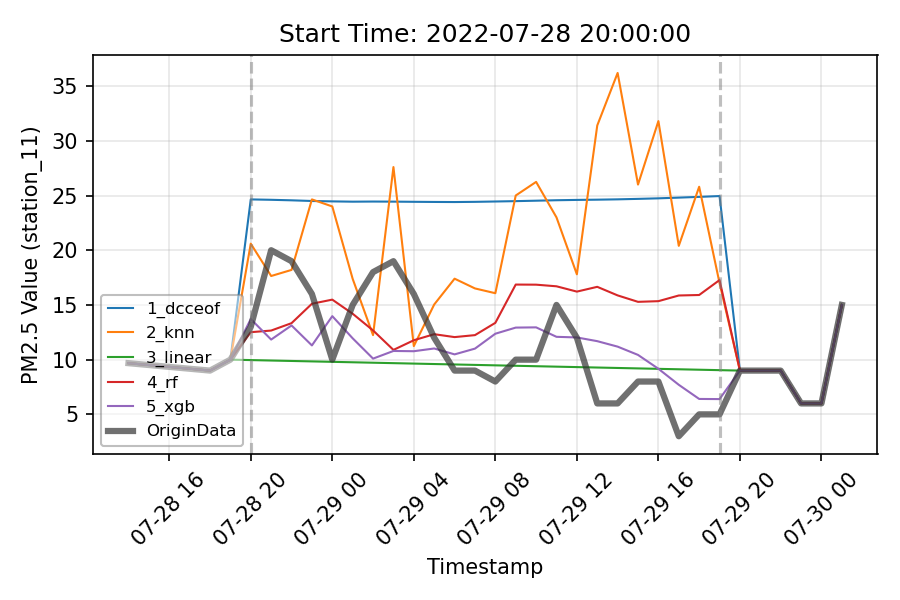 Start Time: 2022-07-28 20:00:00
PM2.5 Value (station_11)
35
30
25
20
15
10
5
1_dcceof
2_knn
3_linear
4_rf
5_xgb
OriginData
07-28 16
07-28 20
07-29 00
07-29 04
07-29 08
07-29 12
07-29 16
07-29 20
07-30 00
Timestamp